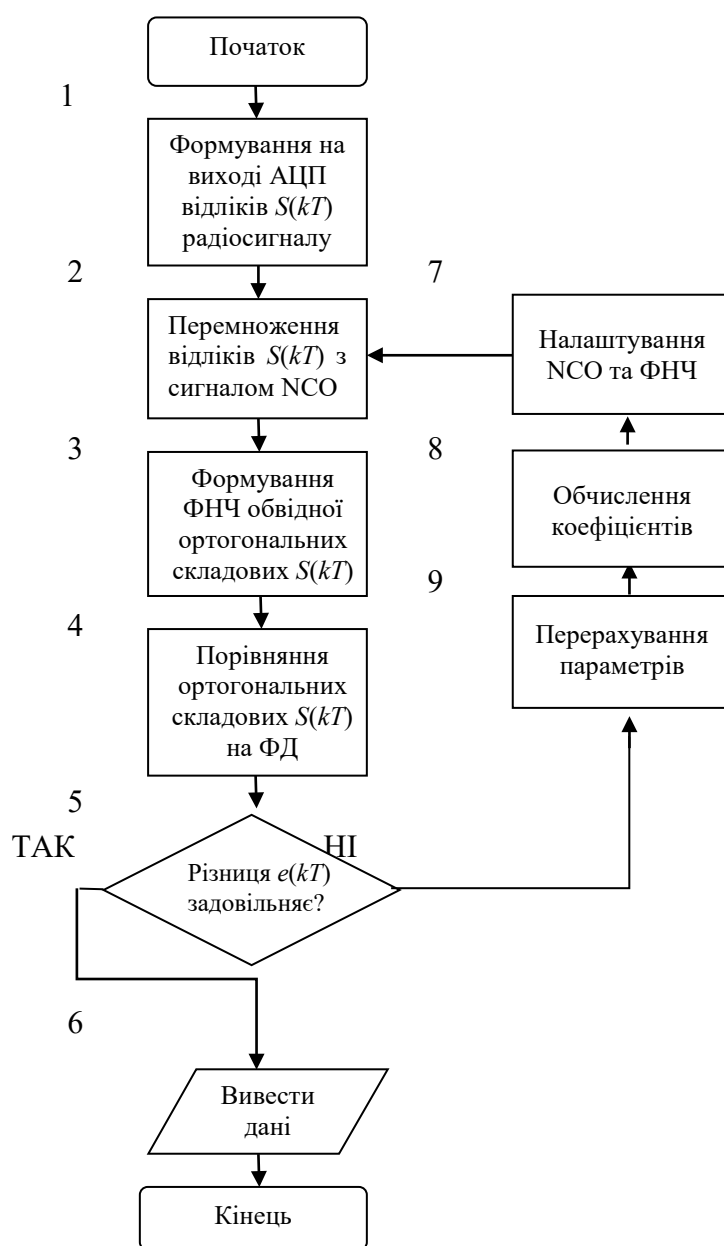 Початок
1
Формування на
виході АЦП
відліків S(kT)
радіосигналу
2
7
Перемноження
відліків S(kT) з
сигналом NCO
Налаштування
NCO та ФНЧ
3
8
Формування
ФНЧ обвідної
ортогональних
складових S(kT)
Обчислення
коефіцієнтів
9
4
Перерахування
параметрів
Порівняння
ортогональних
складових S(kT)
на ФД
5
ТАК
НІ
Різниця e(kT)
задовільняє?
6
Вивести
дані
Кінець